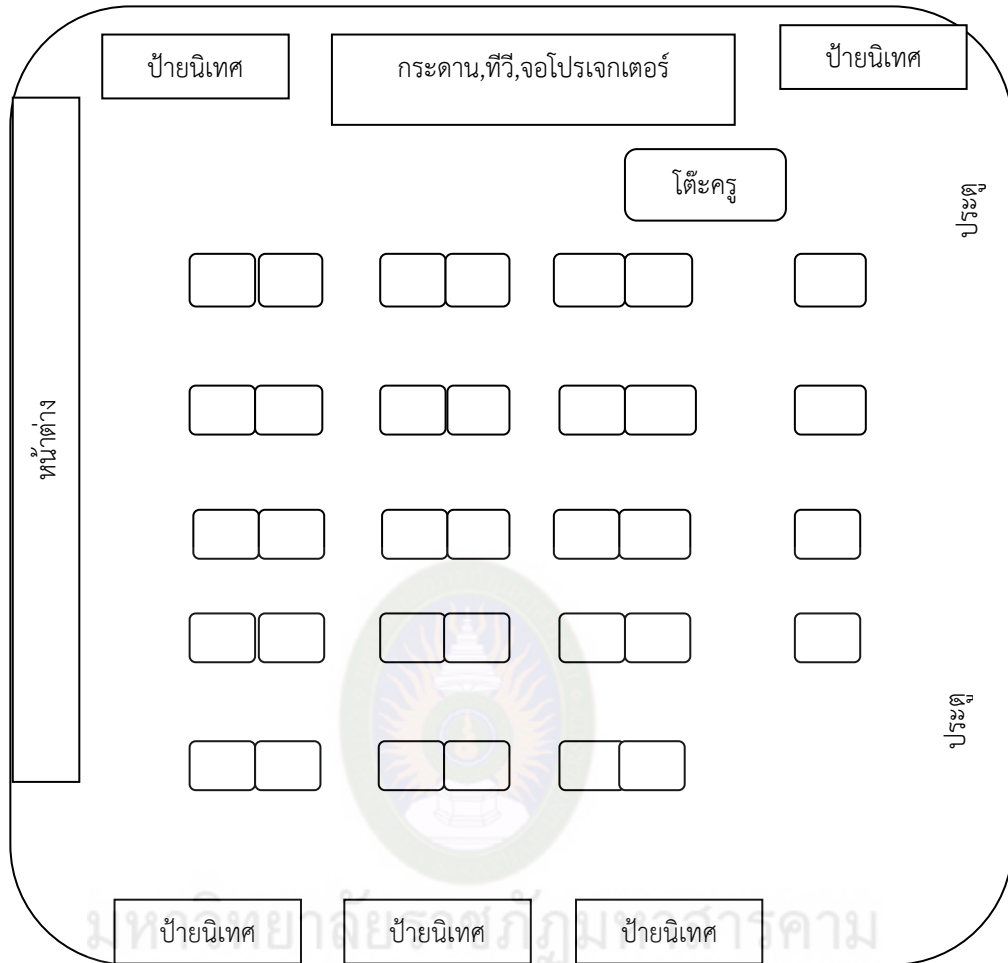 ป้ายนิเทศ
กระดาน,ทีวี,จอโปรเจกเตอร์
ป้ายนิเทศ
โต๊ะครู
ประตู
หน้าต่าง
ประตู
มหาวิทยาลัยราชภัฏมหาสารคาม
ป้ายนิเทศ
ป้ายนิเทศ
ป้ายนิเทศ